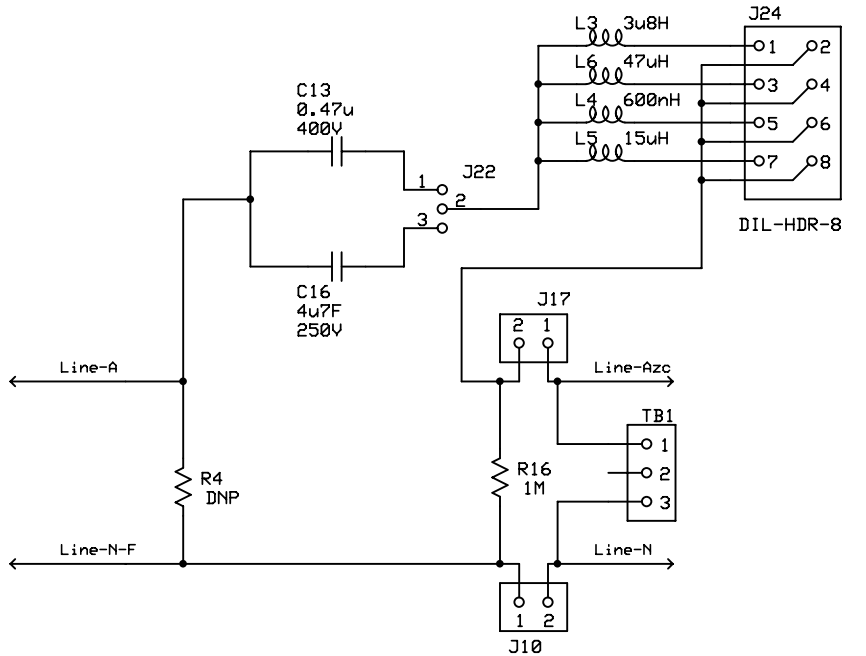 J24
L3 3u8H
1 2
L6 47uH
3 4
L4 600nH
5 6
L5 15uH
7 8
DIL-HDR-8
C13
0.47u
400V
J22
1
2
3
C16
4u7F
250V
J17
2 1
Line-A
Line-Azc
TB1
1
2
3
R4
DNP
R16
1M
Line-N-F
Line-N
1 2
J10